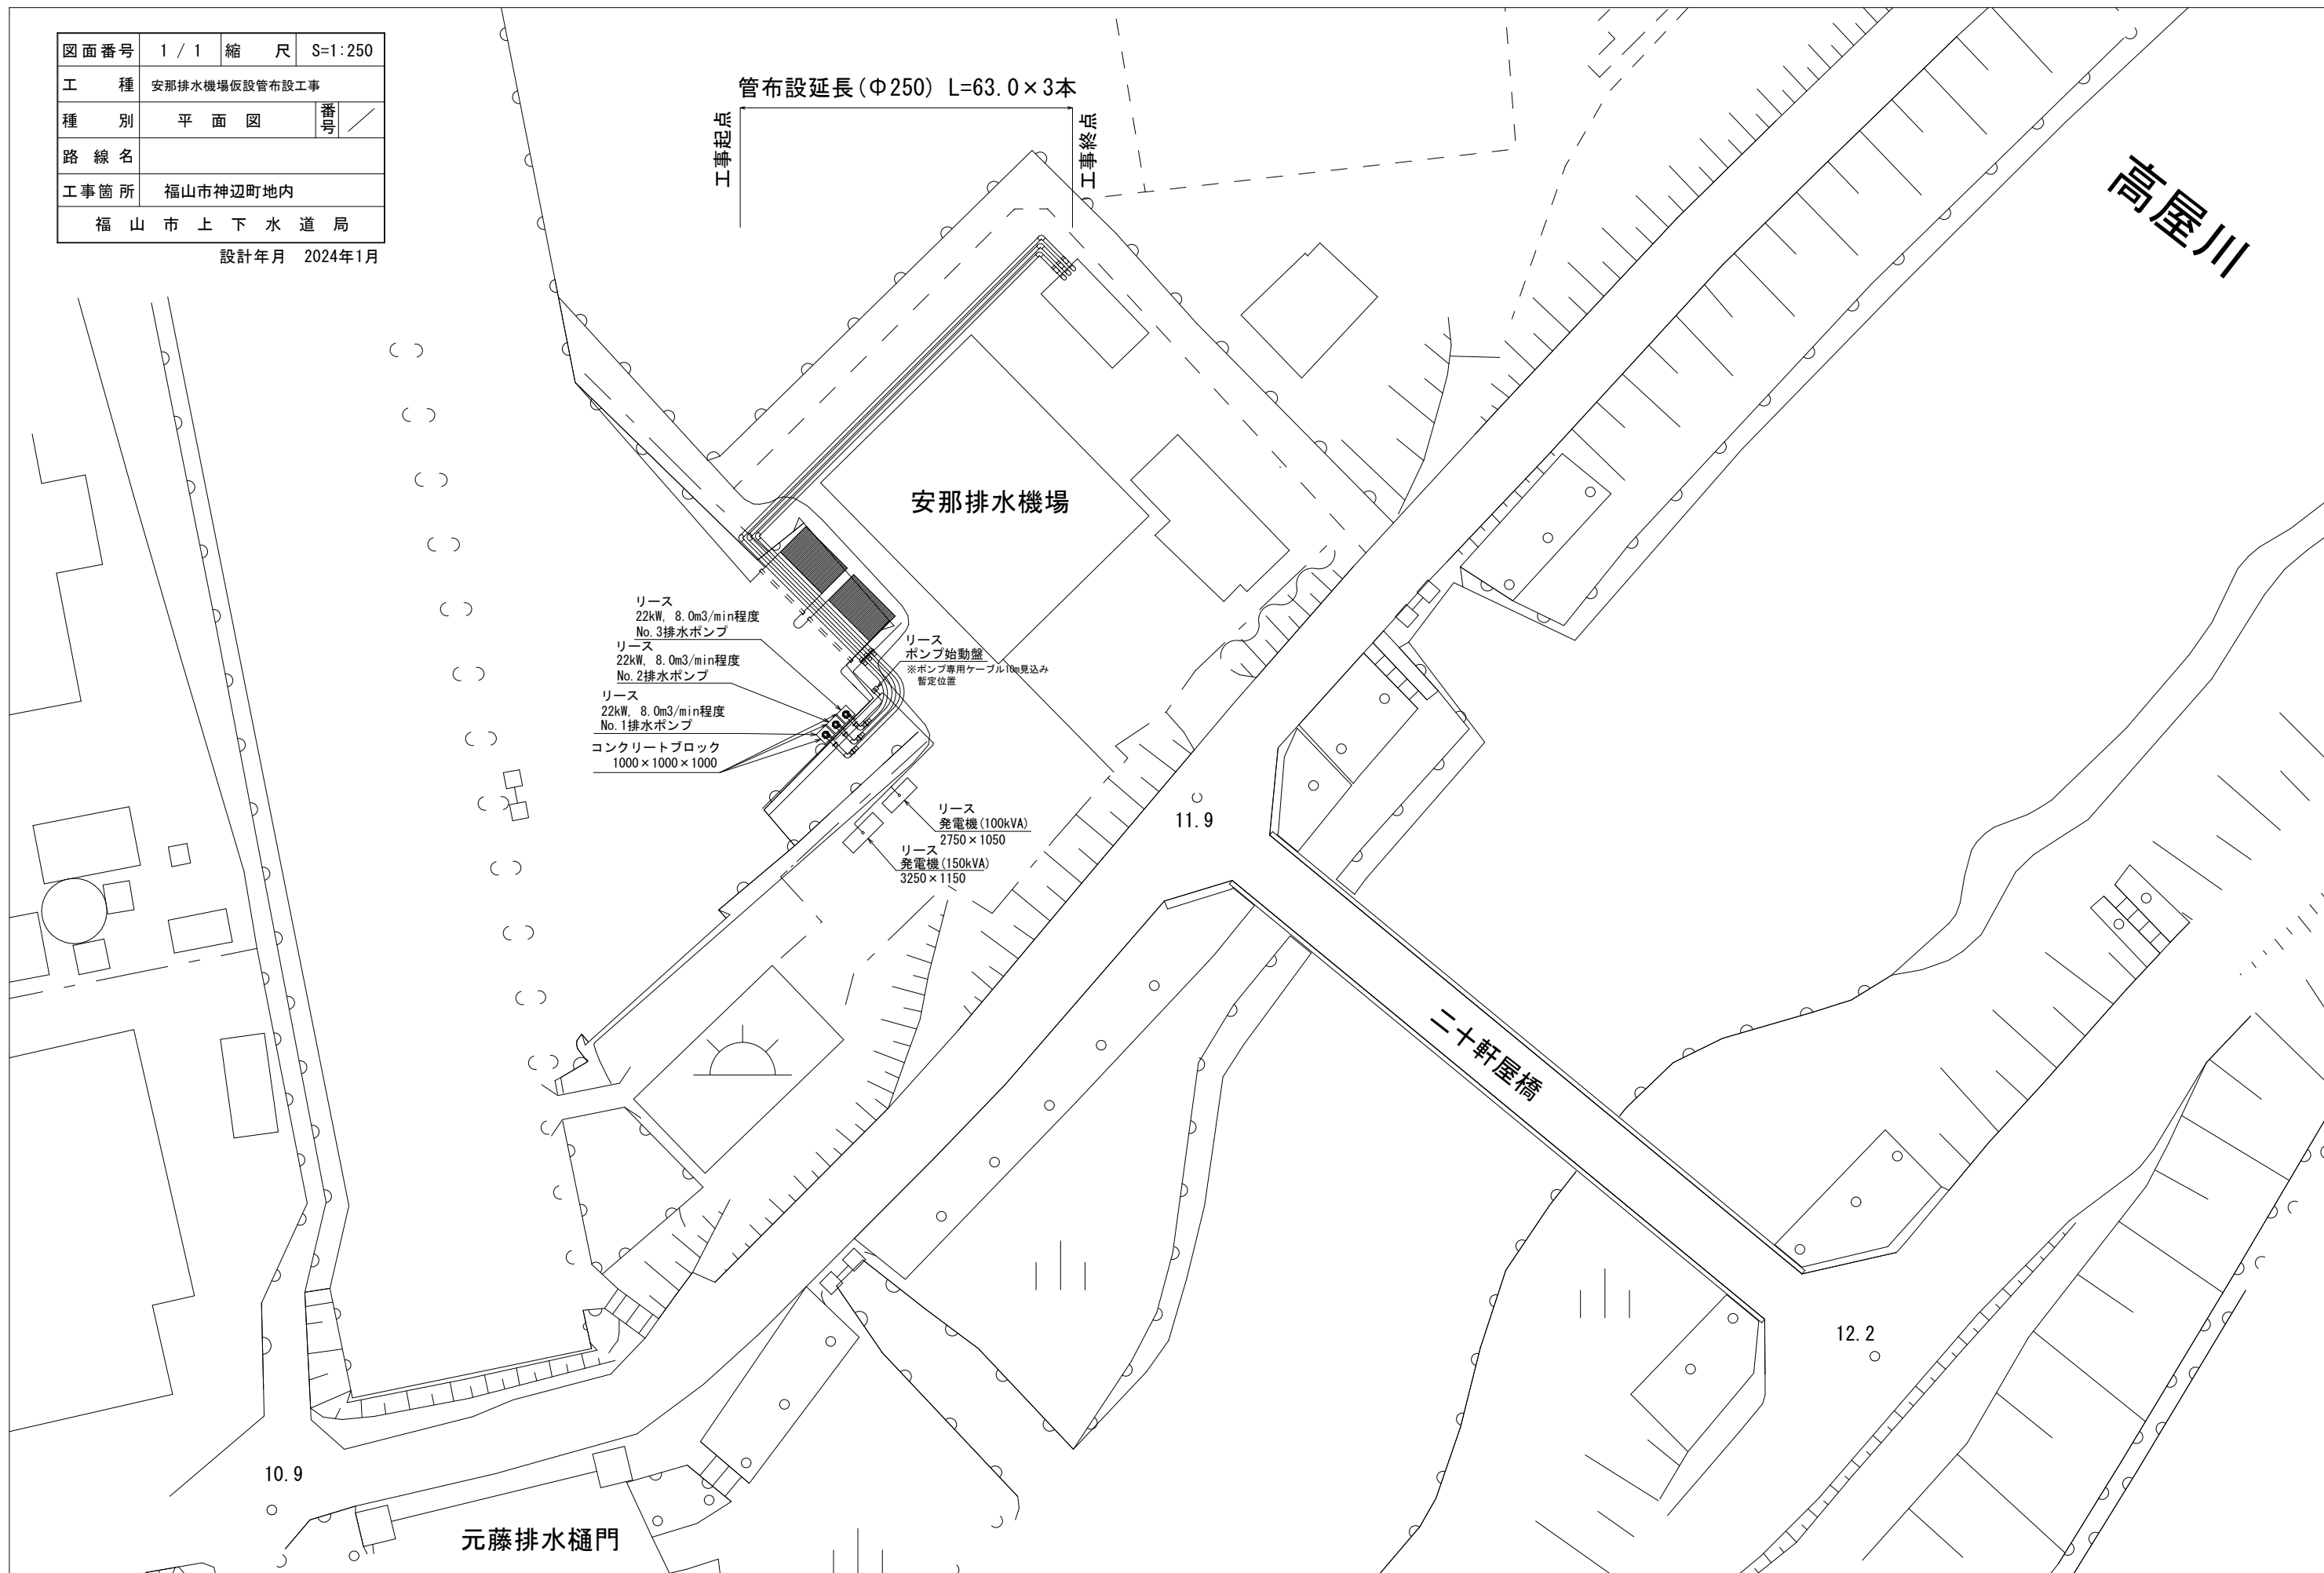 図面番号 1 / 1 縮 尺 S=1:250
工 種 安那排水機場仮設管布設工事
種 別 平 面 図 番号 ／
路 線 名
工事箇所 福山市神辺町地内
福 山 市 上 下 水 道 局
設計年月 2024年1月
管布設延長(Φ250) L=63.0×3本
工事起点
工事終点
高屋川
安那排水機場
リース
22kW, 8.0m3/min程度
No.3排水ポンプ
リース
22kW, 8.0m3/min程度
No.2排水ポンプ
リース
22kW, 8.0m3/min程度
No.1排水ポンプ
コンクリートブロック
1000×1000×1000
リース
ポンプ始動盤
※ポンプ専用ケーブル10m見込み
暫定位置
リース
発電機(100kVA)
2750×1050
リース
発電機(150kVA)
3250×1150
11.9
二十軒屋橋
12.2
10.9
元藤排水樋門